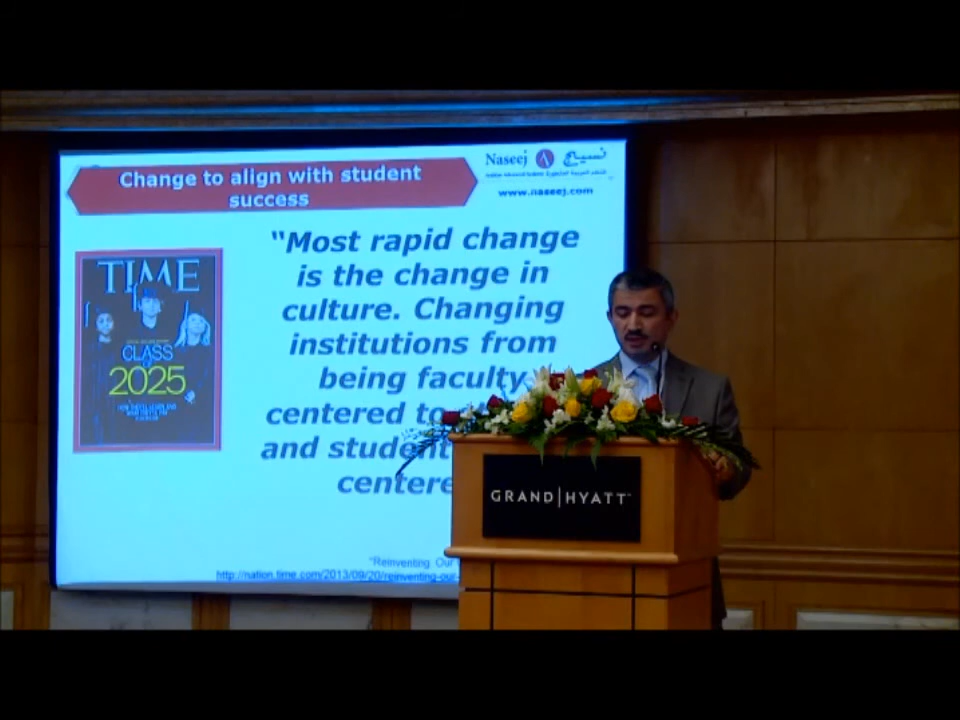 Change to align with student
success
Naseej نسيج
www.naseej.com
TIME
CLASS
2025
“Most rapid change
is the change in
culture. Changing
institutions from
being faculty
centered to
and student
centere
"Reinventing Our
http://nation.time.com/2013/09/20/reinventing-our-
GRAND|HYATT™